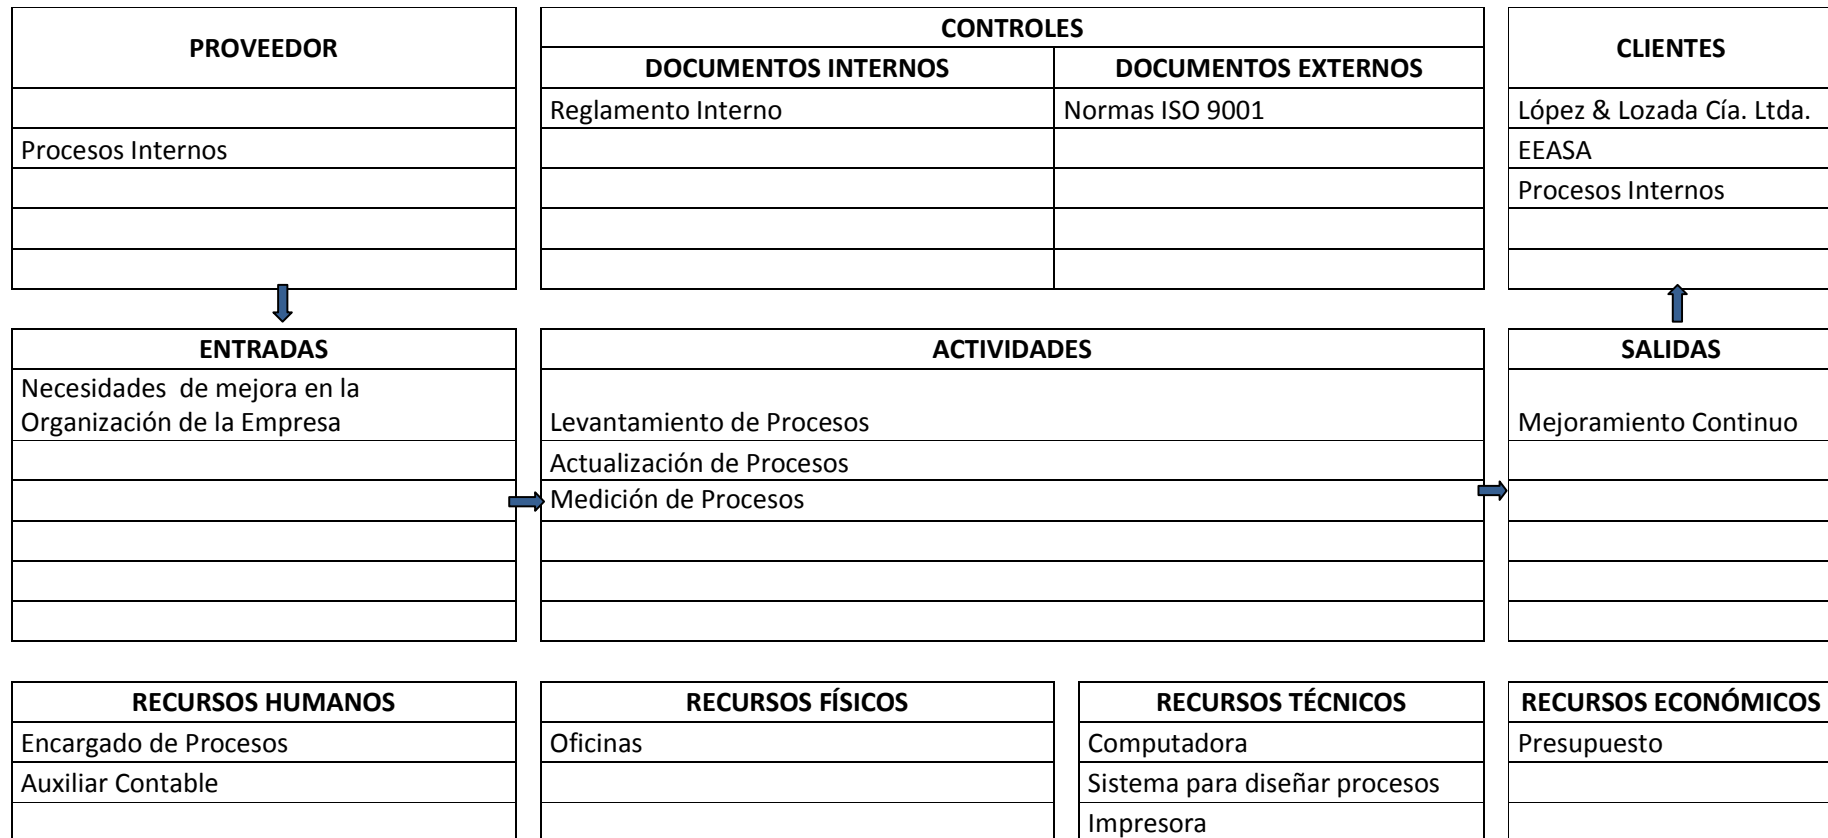 PROVEEDOR
CONTROLES
CLIENTES
DOCUMENTOS INTERNOS
DOCUMENTOS EXTERNOS
Reglamento Interno
Normas ISO 9001
López & Lozada Cía. Ltda.
Procesos Internos
EEASA
Procesos Internos
ENTRADAS
ACTIVIDADES
SALIDAS
Necesidades  de mejora en la
Organización de la Empresa
Levantamiento de Procesos
Mejoramiento Continuo
Actualización de Procesos
Medición de Procesos
RECURSOS HUMANOS
RECURSOS FÍSICOS
RECURSOS TÉCNICOS
RECURSOS ECONÓMICOS
Encargado de Procesos
Oficinas
Computadora
Presupuesto
Auxiliar Contable
Sistema para diseñar procesos
Impresora